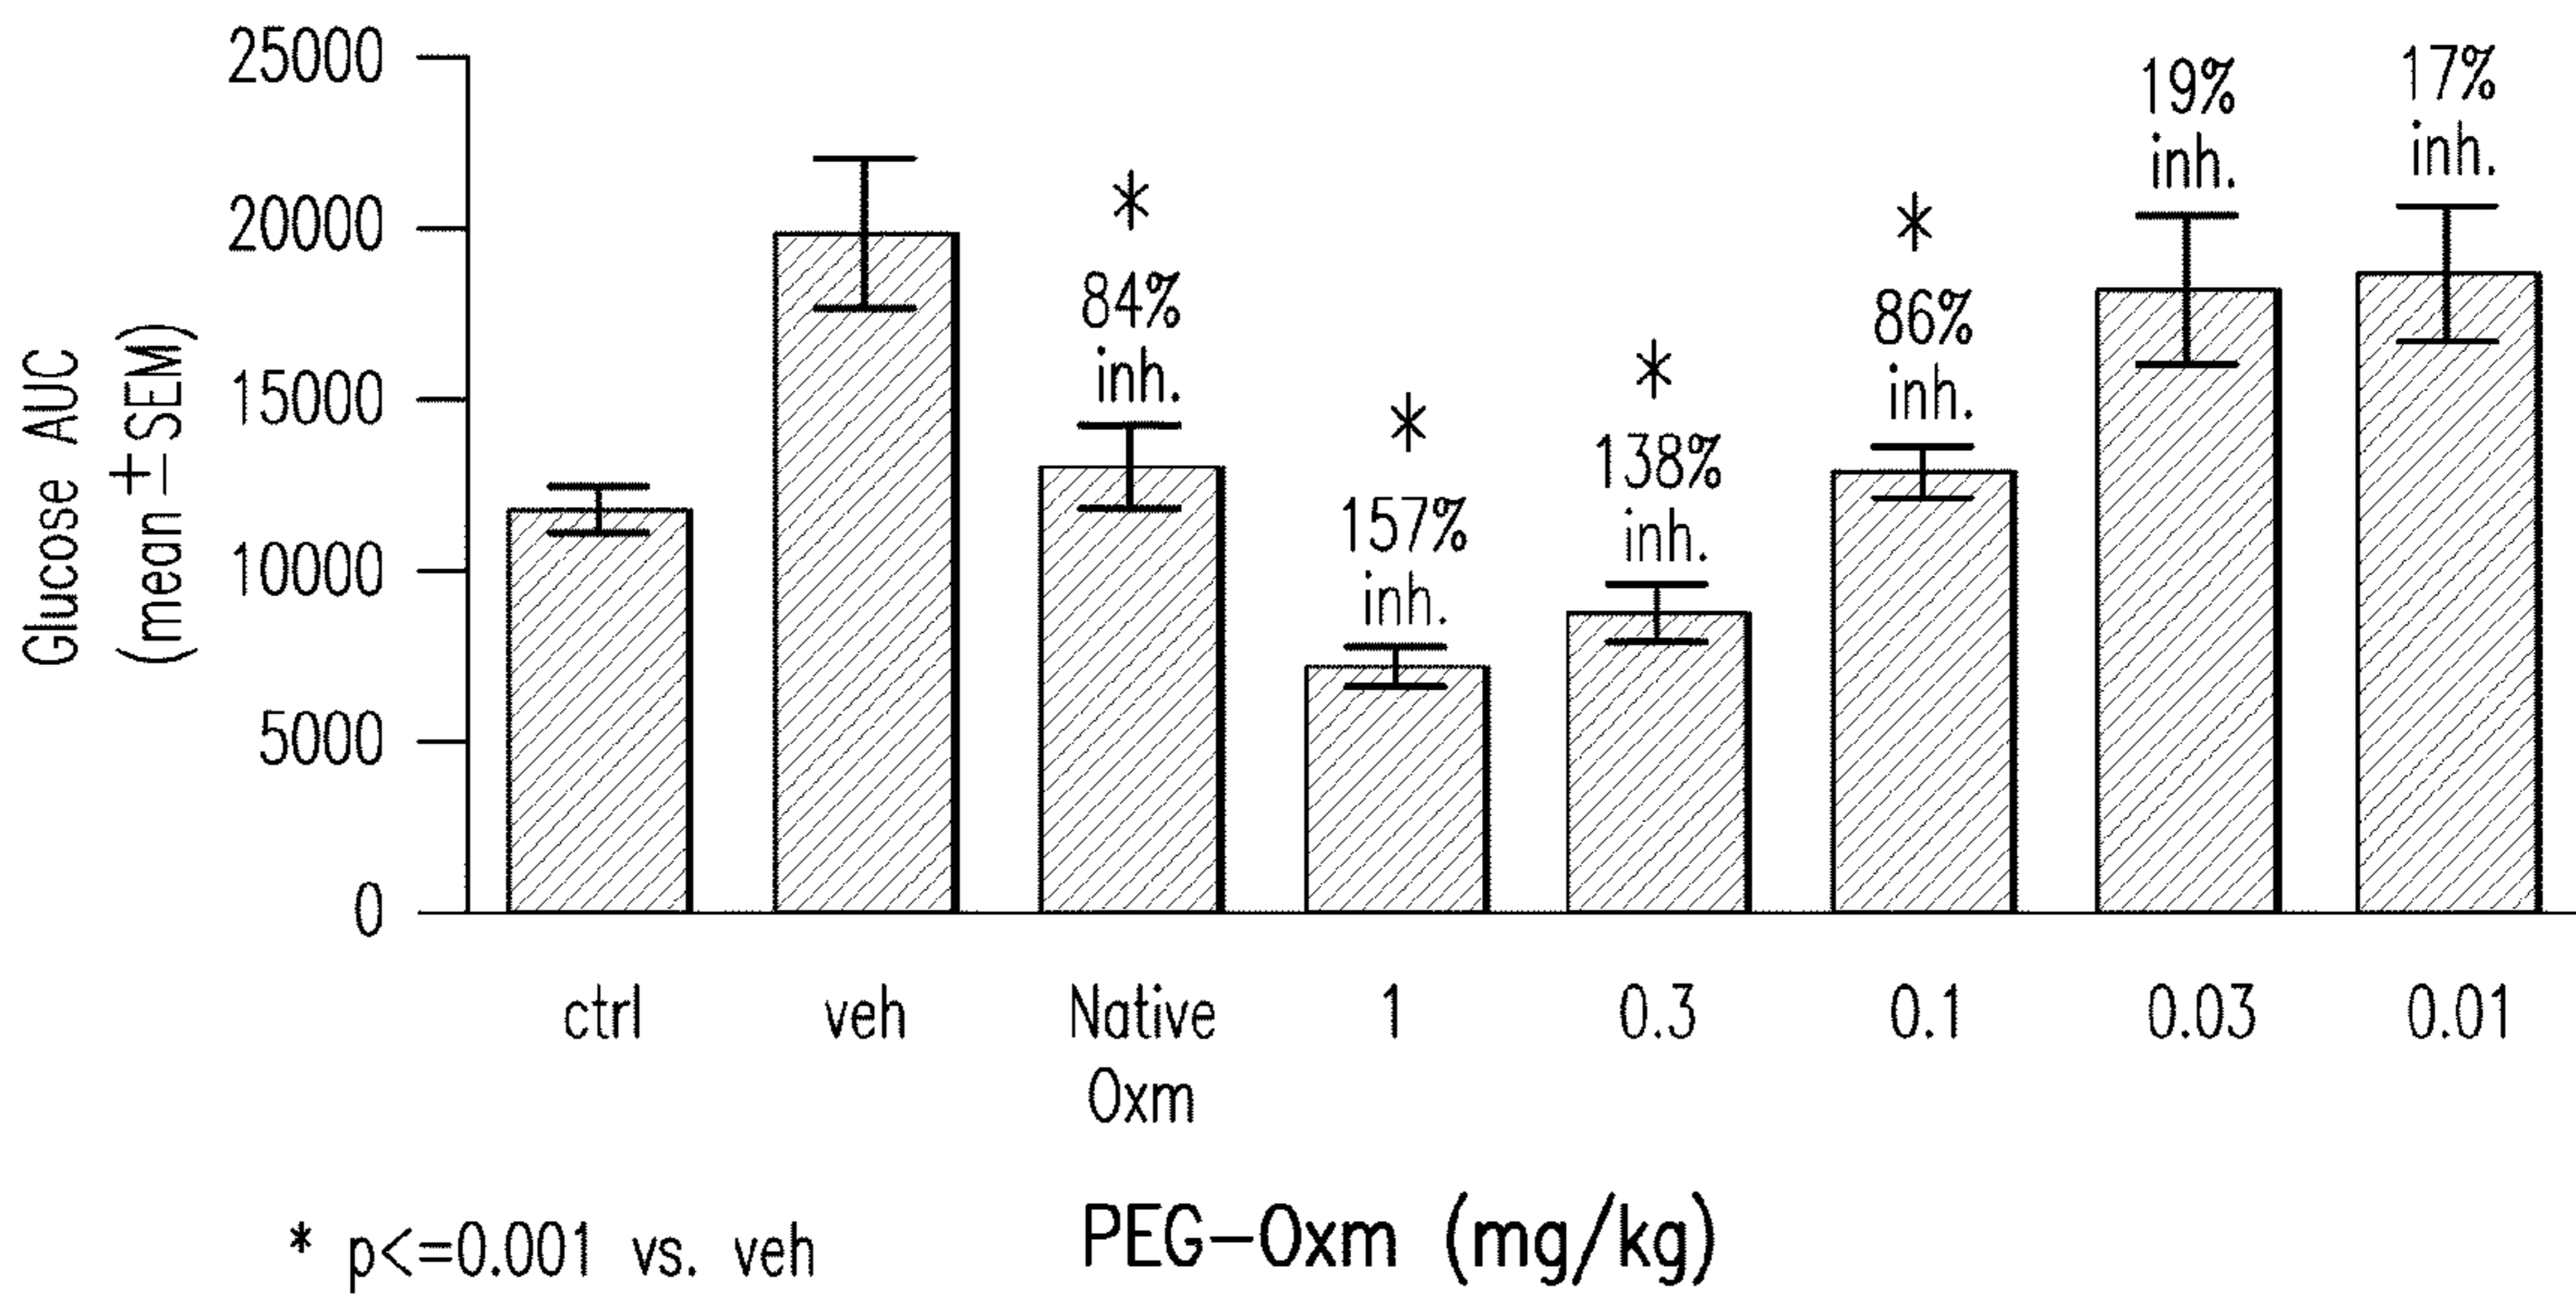 25000
20000
15000
10000
5000
0
Glucose AUC
(mean ± SEM)
*
84%
inh.
*
157%
inh.
*
138%
inh.
*
86%
inh.
19%
inh.
17%
inh.
ctrl
veh
Native
Oxm
1
0.3
0.1
0.03
0.01
* p<=0.001 vs. veh
PEG-Oxm (mg/kg)